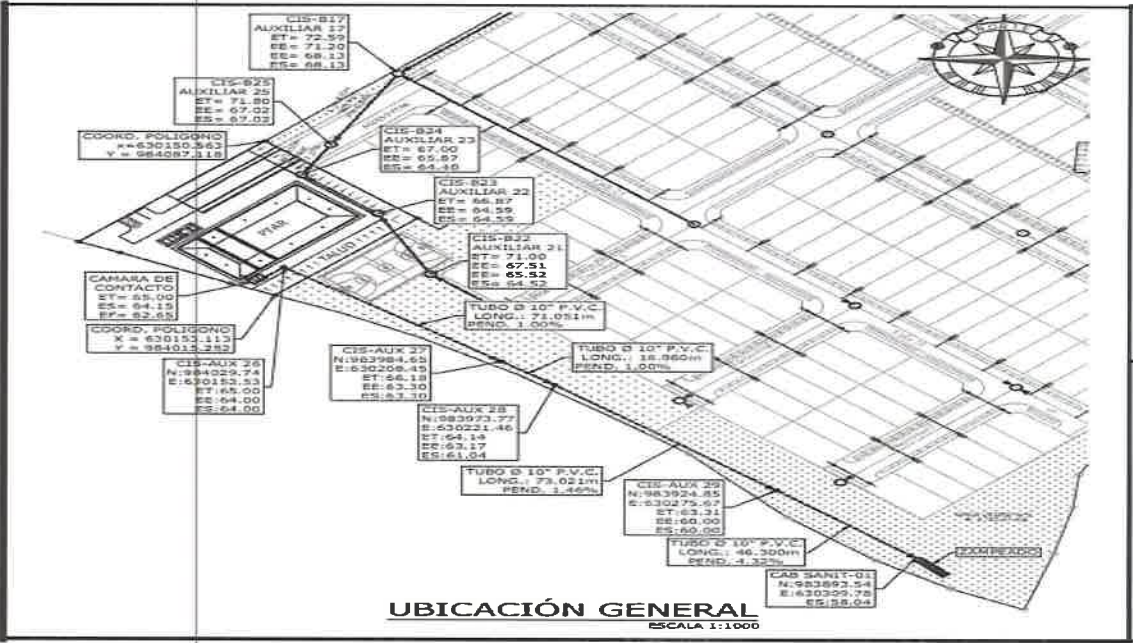 CIS-B17
AUXILIAR 17
ET= 72.59
EE= 71.20
EE= 68.13
ES= 68.13
CIS-B25
AUXILIAR 25
ET= 71.80
EE= 67.02
ES= 67.02
COORD. POLIGONO
x=630150.563
Y = 984087.118
CIS-B24
AUXILIAR 23
ET= 67.00
EE= 65.87
ES= 64.40
CIS-B23
AUXILIAR 22
ET= 66.87
EE= 64.59
ES= 64.59
CIS-B22
AUXILIAR 21
ET= 71.00
EE= 67.51
EE= 65.52
ES= 64.52
PTAR
TALUD
CAMARA DE
CONTACTO
ET= 65.00
ES= 64.15
EF= 62.65
COORD. POLIGONO
X = 630153.113
Y = 984015.252
CIS-AUX 26
N:984029.74
E:630153.53
ET:65.00
EE:64.00
ES:64.00
TUBO Ø 10" P.V.C.
LONG.: 71.051m
PEND. 1.00%
CIS-AUX 27
N:983984.65
E:630208.45
ET:66.18
EE:63.30
ES:63.30
TUBO Ø 10" P.V.C.
LONG.: 16.960m
PEND. 1.00%
CIS-AUX 28
N:983973.77
E:630221.46
ET:64.14
EE:63.17
ES:61.04
TUBO Ø 10" P.V.C.
LONG.: 73.021m
PEND. 1.46%
CIS-AUX 29
N:983924.85
E:630275.67
ET:63.31
EE:60.00
ES:60.00
TUBO Ø 10" P.V.C.
LONG.: 46.300m
PEND. 4.32%
ZAMPEADO
CAB SANIT-01
N:983893.54
E:630309.78
ES:58.04
UBICACIÓN GENERAL
ESCALA 1:1000